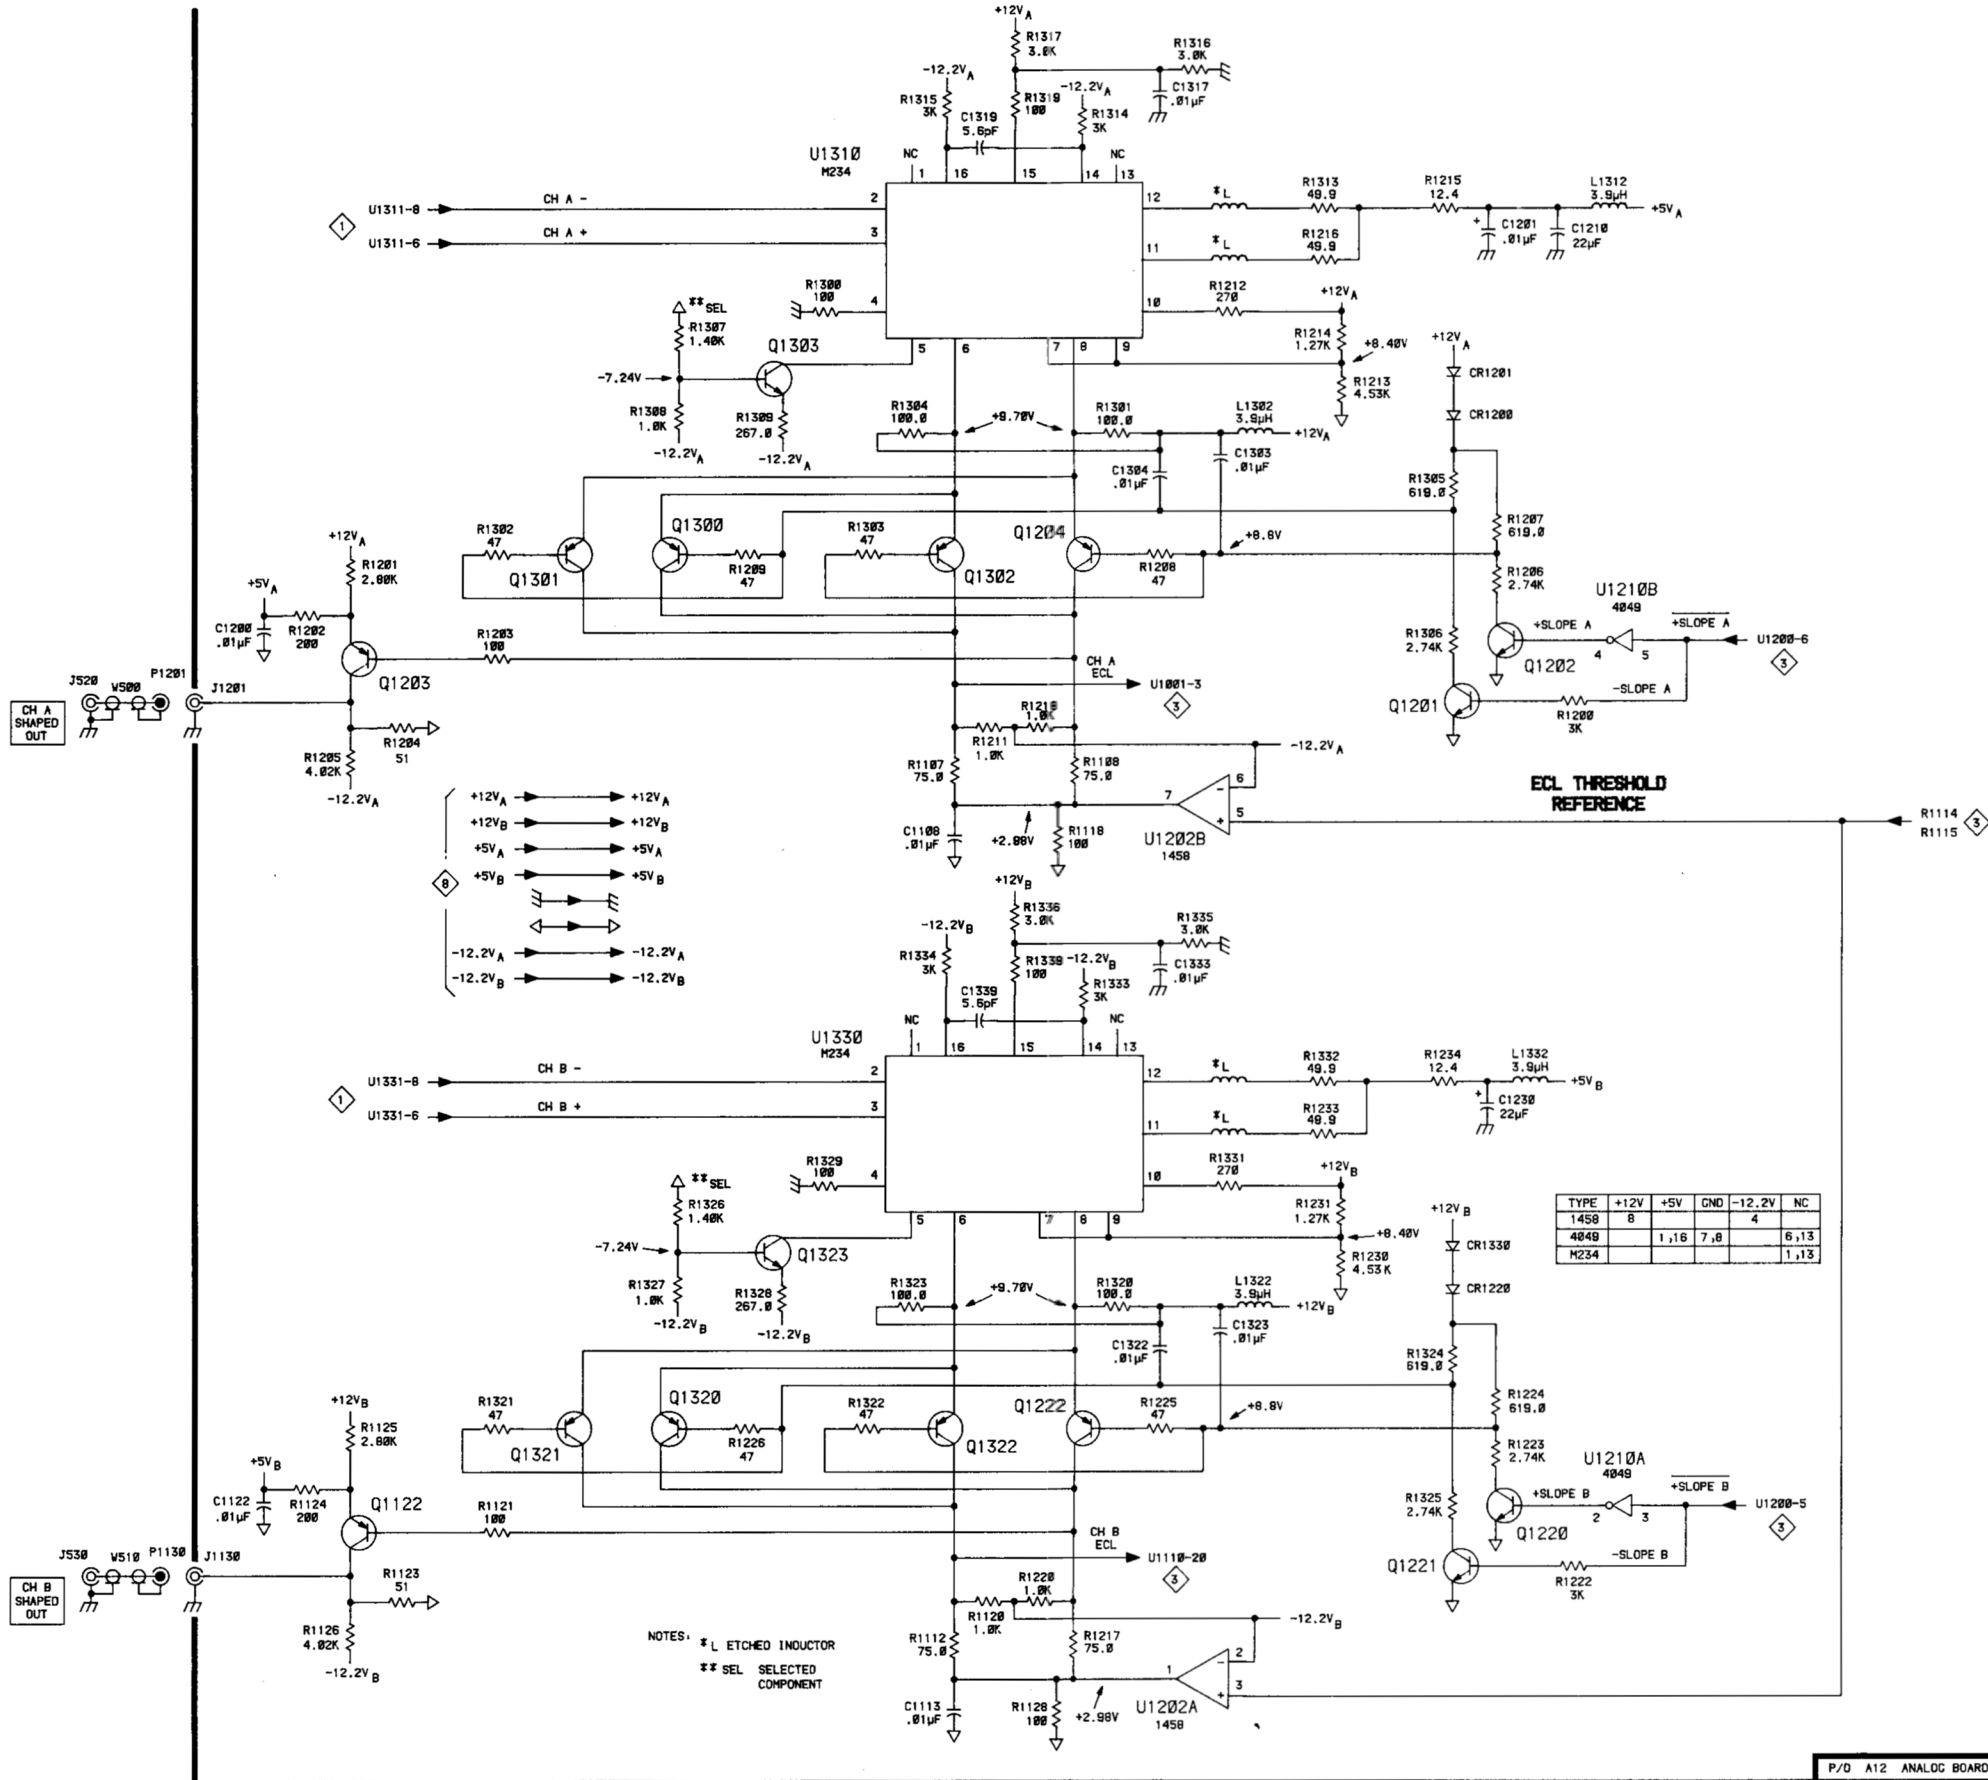 +12VA
R1317
3.0K
R1316
3.0K
-12.2VA
R1315
3K
C1319
5.6pF
R1319
100
-12.2VA
R1314
3K
C1317
.01µF
U1310
M234
NC
1
16
15
14
NC
13
1
U1311-8
CH A -
2
U1311-6
CH A +
3
12
*L
R1313
49.9
R1215
12.4
L1312
3.9µH
+5VA
+
C1201
.01µF
C1210
22µF
11
*L
R1216
49.9
R1300
100
4
10
R1212
270
+12VA
R1214
1.27K
+8.40V
R1213
4.53K
5
6
7
8
9
**SEL
R1307
1.40K
Q1303
-7.24V
R1308
1.0K
-12.2VA
R1309
267.0
-12.2VA
+12VA
CR1201
CR1200
R1304
100.0
+9.70V
R1301
100.0
L1302
3.9µH
+12VA
C1304
.01µF
C1303
.01µF
R1305
619.0
R1207
619.0
R1302
47
Q1301
Q1300
R1209
47
R1303
47
Q1302
Q1204
R1208
47
+8.8V
R1206
2.74K
+12VA
R1201
2.80K
+5VA
C1200
.01µF
R1202
200
R1203
100
Q1203
U1210B
4049
+SLOPE A
4
5
+SLOPE A
U1200-6
3
R1306
2.74K
Q1202
-SLOPE A
Q1201
R1200
3K
CH A
SHAPED
OUT
J520
W500
P1201
J1201
R1204
51
R1205
4.02K
-12.2VA
CH A
ECL
U1001-3
3
R1218
1.0K
R1211
1.0K
-12.2VA
R1107
75.0
R1108
75.0
6
-
5
+
7
U1202B
1458
C1108
.01µF
+2.98V
R1118
100
ECL THRESHOLD
REFERENCE
R1114
R1115
3
8
+12VA +12VA
+12VB +12VB
+5VA +5VA
+5VB +5VB
-12.2VA -12.2VA
-12.2VB -12.2VB
+12VB
R1336
3.0K
R1335
3.0K
-12.2VB
R1334
3K
C1339
5.6pF
R1339
100
-12.2VB
R1333
3K
C1333
.01µF
U1330
M234
NC
1
16
15
14
NC
13
1
U1331-8
CH B -
2
U1331-6
CH B +
3
12
*L
R1332
49.9
R1234
12.4
L1332
3.9µH
+5VB
+
C1230
22µF
11
*L
R1233
49.9
R1329
100
4
10
R1331
270
+12VB
R1231
1.27K
+8.40V
R1230
4.53K
5
6
7
8
9
**SEL
R1326
1.40K
Q1323
-7.24V
R1327
1.0K
-12.2VB
R1328
267.0
-12.2VB
+12VB
CR1330
CR1220
TYPE +12V +5V GND -12.2V NC
1458 8 4
4049 1,16 7,8 6,13
M234 1,13
R1323
100.0
+9.70V
R1320
100.0
L1322
3.9µH
+12VB
C1322
.01µF
C1323
.01µF
R1324
619.0
R1224
619.0
R1321
47
Q1321
Q1320
R1226
47
R1322
47
Q1322
Q1222
R1225
47
+8.8V
R1223
2.74K
+12VB
R1125
2.80K
+5VB
C1122
.01µF
R1124
200
Q1122
R1121
100
U1210A
4049
+SLOPE B
2
3
+SLOPE B
U1200-5
3
R1325
2.74K
Q1220
-SLOPE B
Q1221
R1222
3K
CH B
SHAPED
OUT
J530
W510
P1130
J1130
R1123
51
R1126
4.02K
-12.2VB
CH B
ECL
U1110-20
3
R1220
1.0K
R1120
1.0K
-12.2VB
R1112
75.0
R1217
75.0
2
-
3
+
1
U1202A
1458
C1113
.01µF
R1128
100
+2.98V
NOTES:
*L ETCHED INDUCTOR
** SEL SELECTED
COMPONENT
P/O A12 ANALOG BOARD